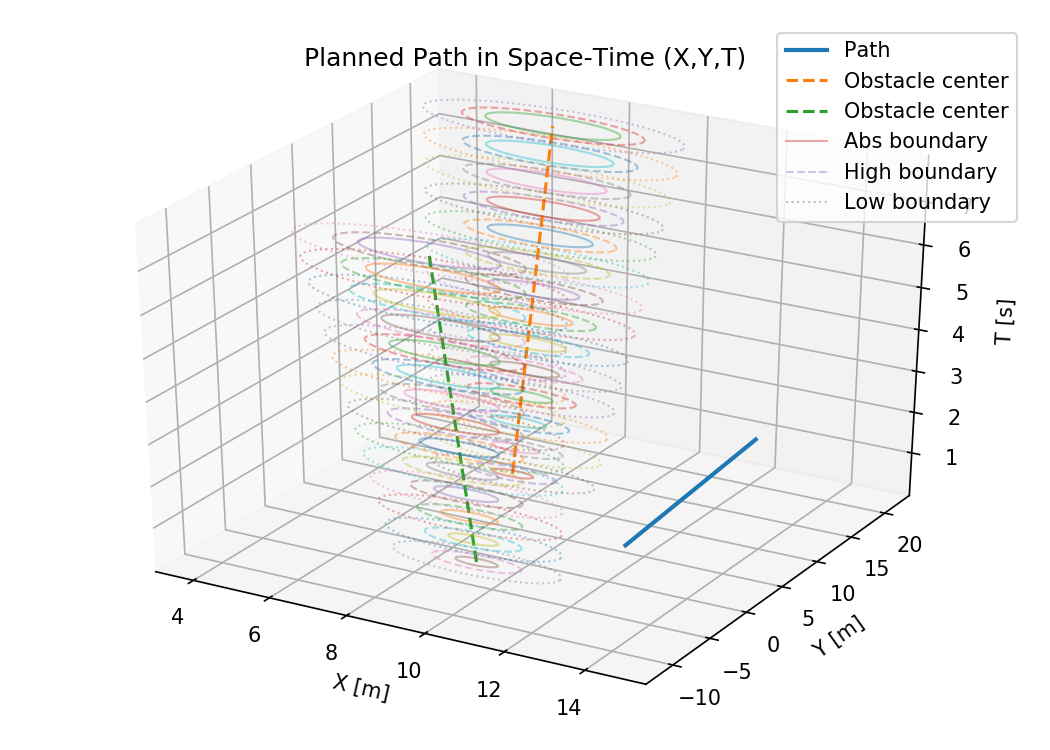 Planned Path in Space-Time (X,Y,T)
Path
Obstacle center
Obstacle center
Abs boundary
High boundary
Low boundary
6
5
4
3
2
1
T [s]
4
6
8
10
12
14
X [m]
−10
−5
0
5
10
15
20
Y [m]